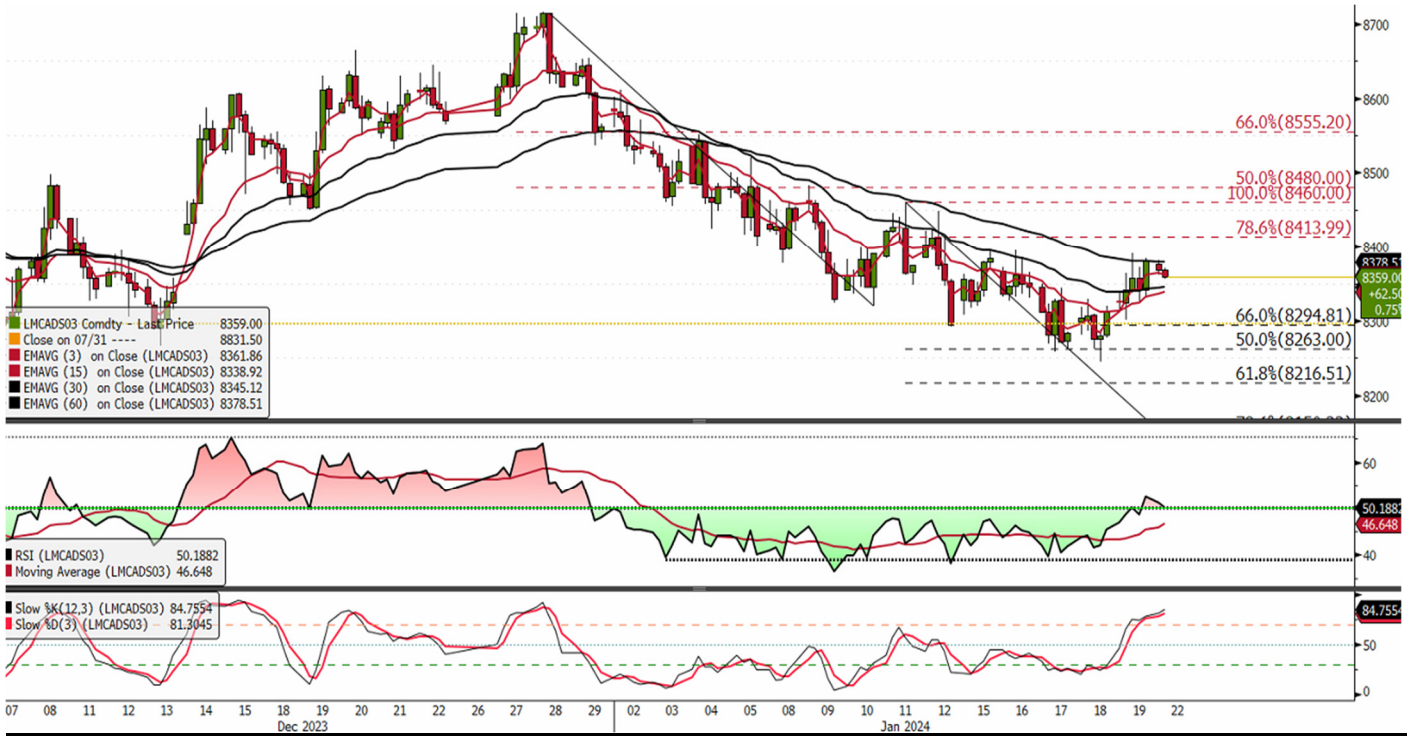 8700
8600
8500
8400
8300
8200
66.0%(8555.20)
50.0%(8480.00)
100.0%(8460.00)
78.6%(8413.99)
8378.51
8359.00
+62.50
0.75%
66.0%(8294.81)
50.0%(8263.00)
61.8%(8216.51)
LMCADS03 Comdty - Last Price 8359.00
Close on 07/31 ---- 8831.50
EMAVG (3) on Close (LMCADS03) 8361.86
EMAVG (15) on Close (LMCADS03) 8338.92
EMAVG (30) on Close (LMCADS03) 8345.12
EMAVG (60) on Close (LMCADS03) 8378.51
60
50.1882
46.648
40
RSI (LMCADS03) 50.1882
Moving Average (LMCADS03) 46.648
Slow %K(12,3) (LMCADS03) 84.7554
Slow %D(3) (LMCADS03) 81.3045
84.7554
50
0
07 08 11 12 13 14 15 18 19 20 21 22 27 28 29 02 03 04 05 08 09 10 11 12 15 16 17 18 19 22
Dec 2023 Jan 2024